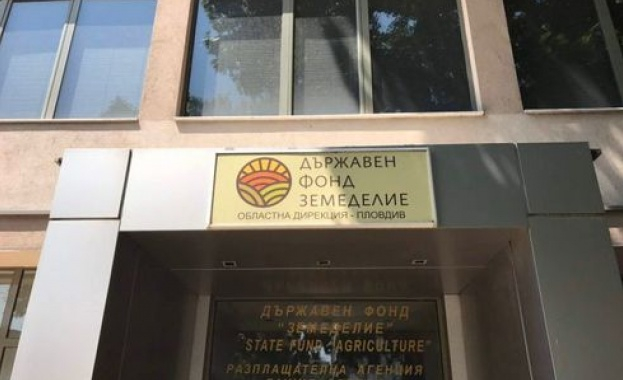 ДЪРЖАВЕН
ФОНД
ЗЕМЕДЕЛИЕ
ОБЛАСТНА ДИРЕКЦИЯ - ПЛОВДИВ
ДЪРЖАВЕН ФОНД
"ЗЕМЕДЕЛИЕ"
STATE FUND "AGRICULTURE"
РАЗПЛАЩАТЕЛНА АГЕНЦИЯ